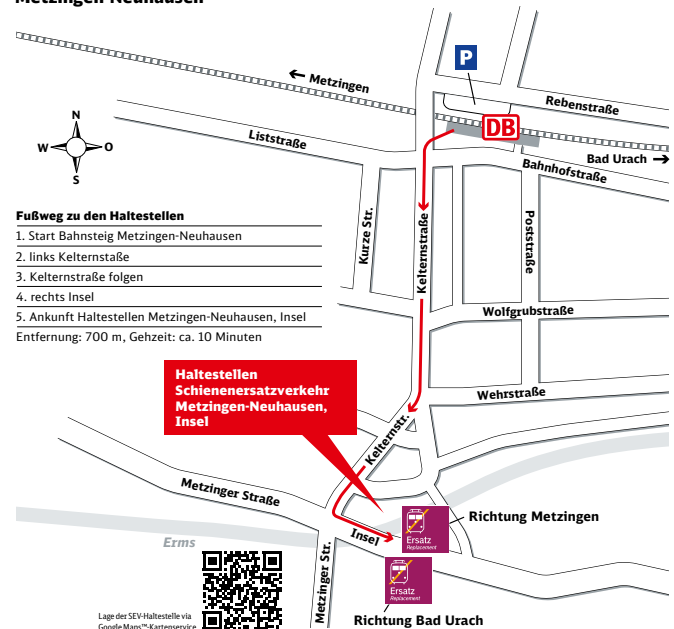 Metzingen-Neuhausen
P
← Metzingen
Rebenstraße
DB
Liststraße
Bad Urach →
Bahnhofstraße
N
W O
S
Fußweg zu den Haltestellen
1. Start Bahnsteig Metzingen-Neuhausen
2. links Kelternstaße
3. Kelternstraße folgen
4. rechts Insel
5. Ankunft Haltestellen Metzingen-Neuhausen, Insel
Entfernung: 700 m, Gehzeit: ca. 10 Minuten
Kurze Str.
Kelternstraße
Poststraße
Wolfgrubstraße
Wehrstraße
Haltestellen
Schienenersatzverkehr
Metzingen-Neuhausen,
Insel
Kelternstr.
Metzinger Straße
Erms
Insel
Metzinger Str.
Ersatz
Replacement
Richtung Metzingen
Ersatz
Replacement
Richtung Bad Urach
Lage der SEV-Haltestelle via
Google Maps™-Kartenservice